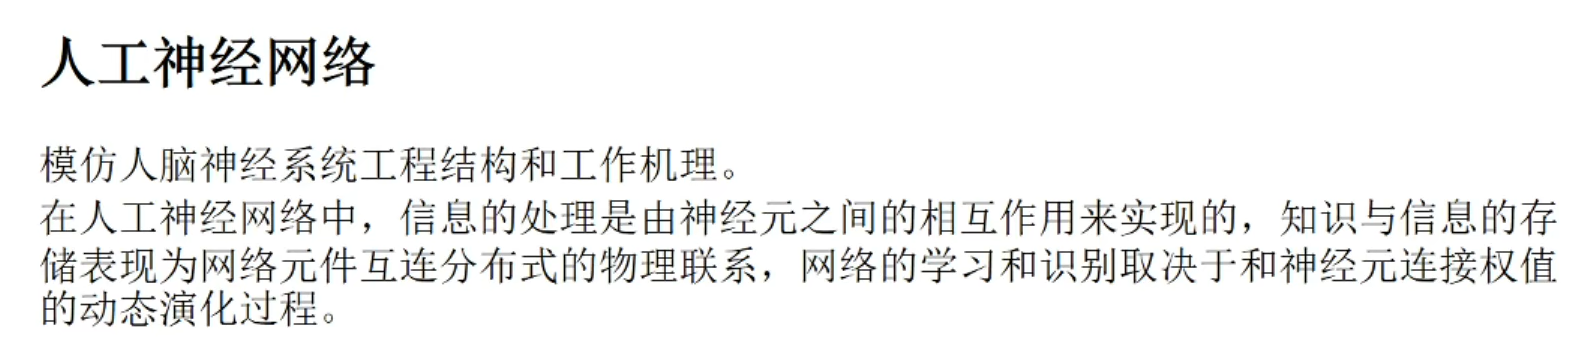 人工神经网络
模仿人脑神经系统工程结构和工作机理。
在人工神经网络中，信息的处理是由神经元之间的相互作用来实现的，知识与信息的存
储表现为网络元件互连分布式的物理联系，网络的学习和识别取决于和神经元连接权值
的动态演化过程。